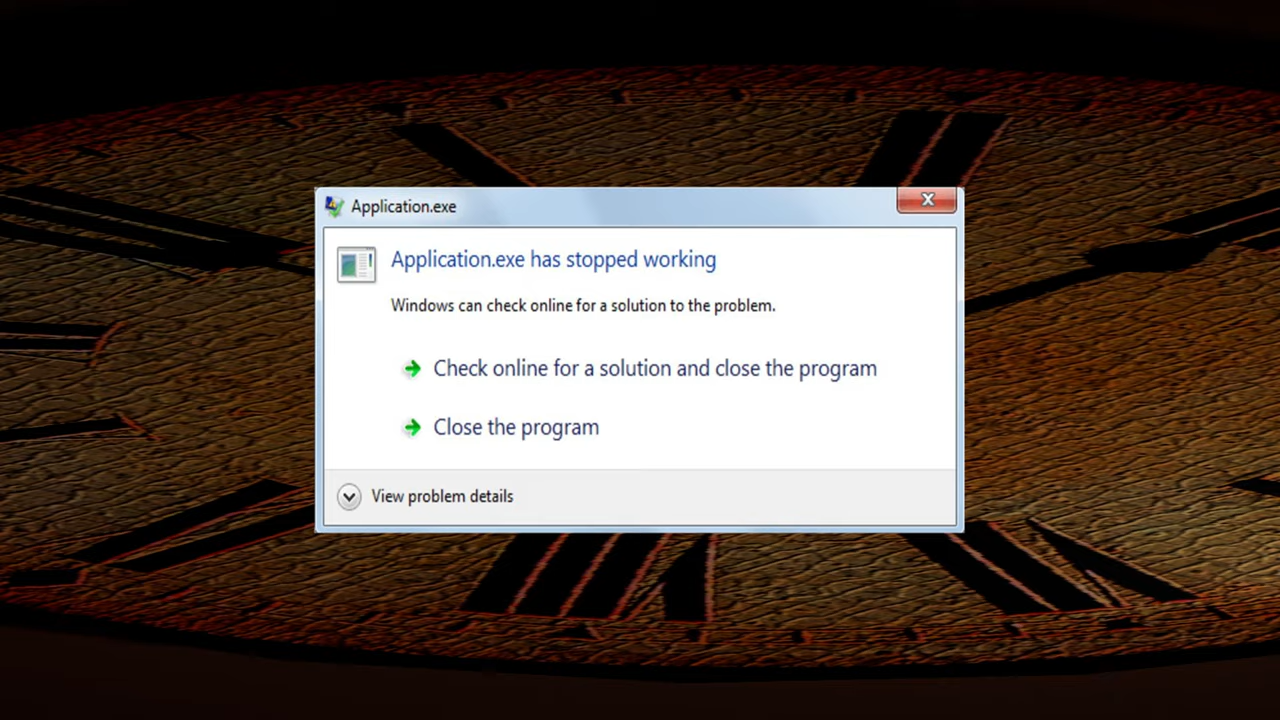 Application.exe
Application.exe has stopped working
Windows can check online for a solution to the problem.
Check online for a solution and close the program
Close the program
View problem details